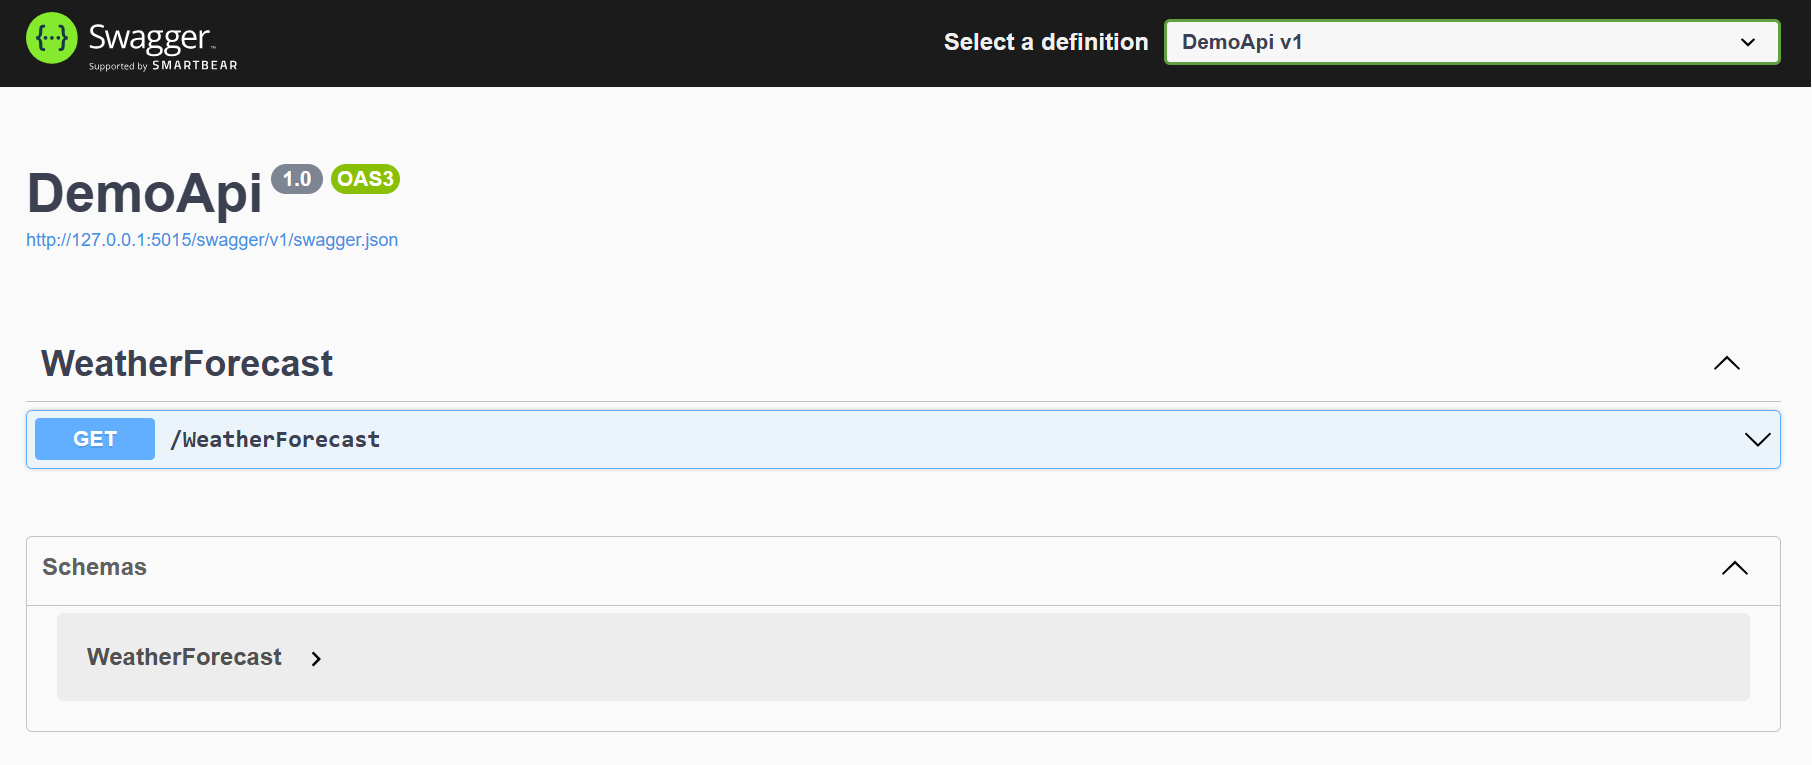 {...} Swagger™
Supported by SMARTBEAR
Select a definition
DemoApi v1
DemoApi 1.0 OAS3
http://127.0.0.1:5015/swagger/v1/swagger.json
WeatherForecast
GET /WeatherForecast
Schemas
WeatherForecast